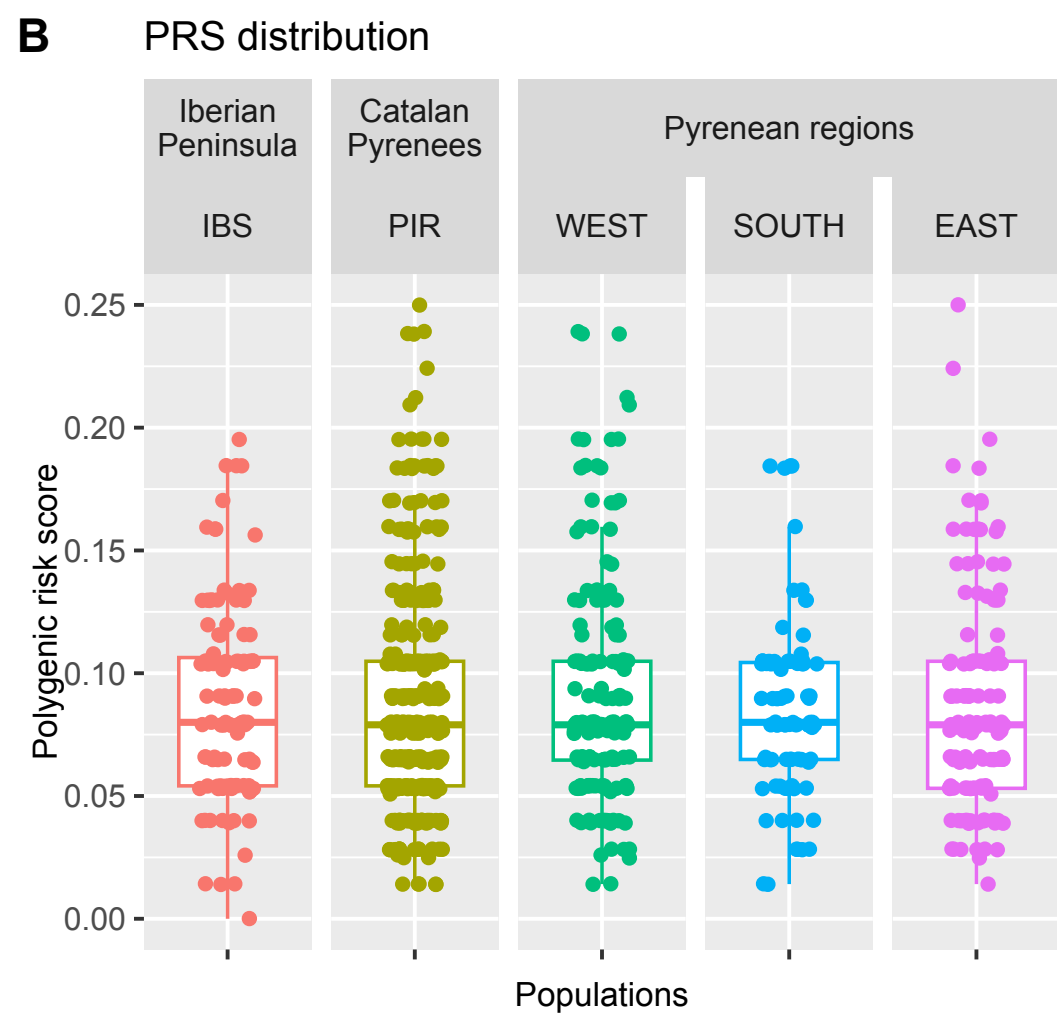 B PRS distribution
Iberian
Peninsula
Catalan
Pyrenees
Pyrenean regions
IBS
PIR
WEST
SOUTH
EAST
Polygenic risk score
0.25
0.20
0.15
0.10
0.05
0.00
Populations